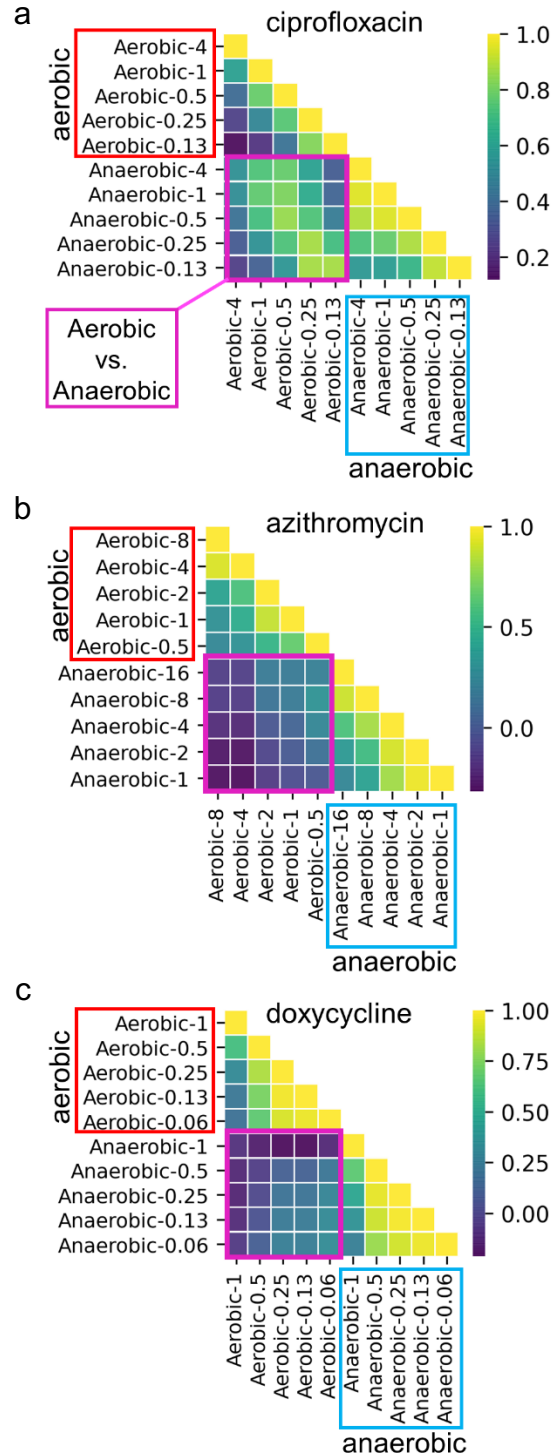 a
ciprofloxacin
aerobic
Aerobic-4
Aerobic-1
Aerobic-0.5
Aerobic-0.25
Aerobic-0.13
Anaerobic-4
Anaerobic-1
Anaerobic-0.5
Anaerobic-0.25
Anaerobic-0.13
1.0
0.8
0.6
0.4
0.2
Aerobic
vs.
Anaerobic
Aerobic-4
Aerobic-1
Aerobic-0.5
Aerobic-0.25
Aerobic-0.13
Anaerobic-4
Anaerobic-1
Anaerobic-0.5
Anaerobic-0.25
Anaerobic-0.13
anaerobic
b
azithromycin
aerobic
Aerobic-8
Aerobic-4
Aerobic-2
Aerobic-1
Aerobic-0.5
Anaerobic-16
Anaerobic-8
Anaerobic-4
Anaerobic-2
Anaerobic-1
1.0
0.5
0.0
Aerobic-8
Aerobic-4
Aerobic-2
Aerobic-1
Aerobic-0.5
Anaerobic-16
Anaerobic-8
Anaerobic-4
Anaerobic-2
Anaerobic-1
anaerobic
c
doxycycline
aerobic
Aerobic-1
Aerobic-0.5
Aerobic-0.25
Aerobic-0.13
Aerobic-0.06
Anaerobic-1
Anaerobic-0.5
Anaerobic-0.25
Anaerobic-0.13
Anaerobic-0.06
1.00
0.75
0.50
0.25
0.00
Aerobic-1
Aerobic-0.5
Aerobic-0.25
Aerobic-0.13
Aerobic-0.06
Anaerobic-1
Anaerobic-0.5
Anaerobic-0.25
Anaerobic-0.13
Anaerobic-0.06
anaerobic